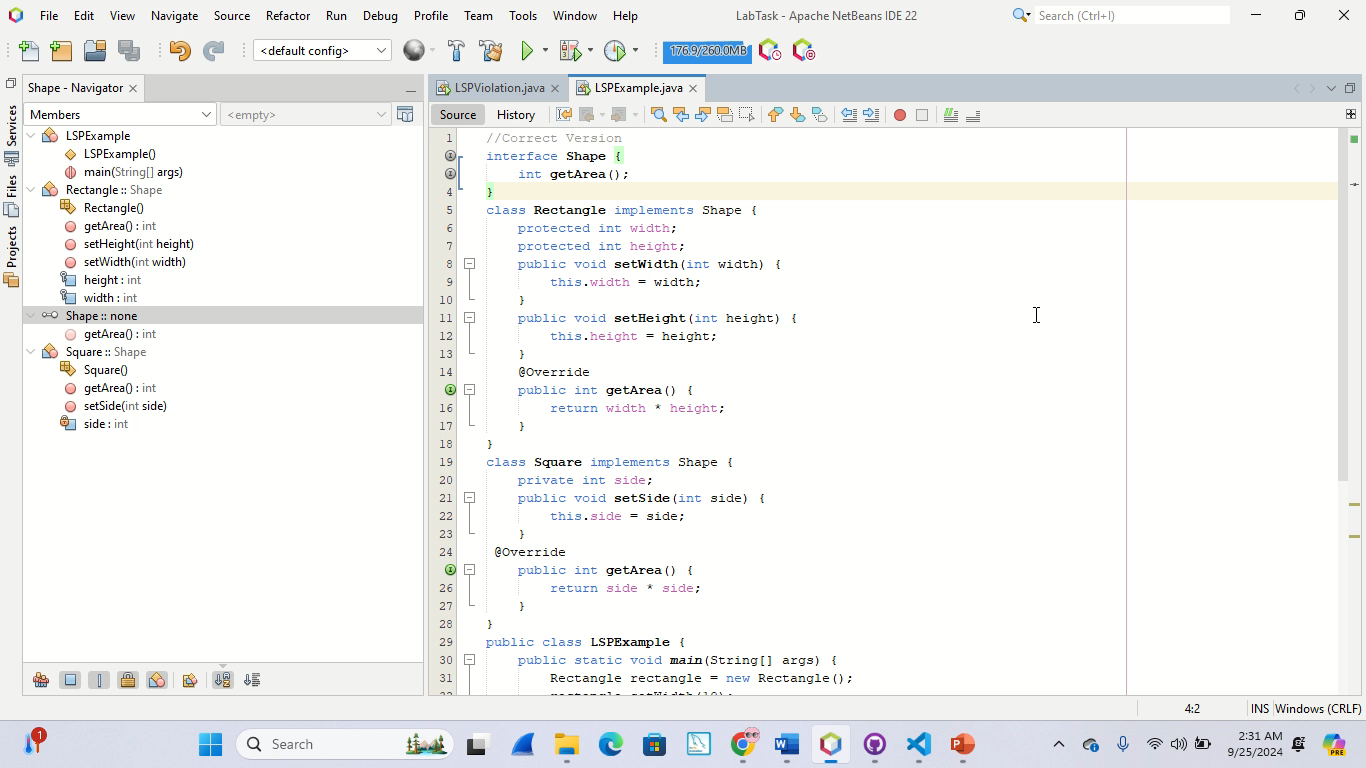 File Edit View Navigate Source Refactor Run Debug Profile Team Tools Window Help
LabTask - Apache NetBeans IDE 22
Search (Ctrl+I)
<default config>
176.9/260.0MB
Shape - Navigator
Members
<empty>
LSPExample
LSPExample()
main(String[] args)
Rectangle :: Shape
Rectangle()
getArea() : int
setHeight(int height)
setWidth(int width)
height : int
width : int
Shape :: none
getArea() : int
Square :: Shape
Square()
getArea() : int
setSide(int side)
side : int
Services
Files
Projects
LSPViolation.java
LSPExample.java
Source History
1 //Correct Version
interface Shape {
int getArea();
4 }
5 class Rectangle implements Shape {
6 protected int width;
7 protected int height;
8 public void setWidth(int width) {
9 this.width = width;
10 }
11 public void setHeight(int height) {
12 this.height = height;
13 }
14 @Override
public int getArea() {
16 return width * height;
17 }
18 }
19 class Square implements Shape {
20 private int side;
21 public void setSide(int side) {
22 this.side = side;
23 }
24 @Override
public int getArea() {
26 return side * side;
27 }
28 }
29 public class LSPExample {
30 public static void main(String[] args) {
31 Rectangle rectangle = new Rectangle();
4:2
INS
Windows (CRLF)
1
Search
2:31 AM
9/25/2024
PRE